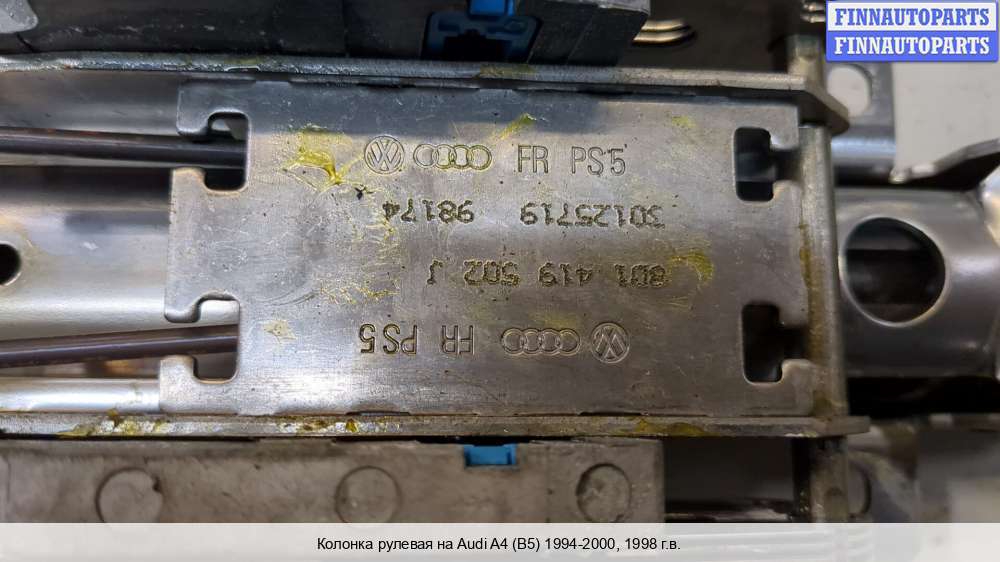 FINNAUTOPARTS
FINNAUTOPARTS
FR PS5
30125719 98174
8D1 419 502 J
FR PS5
Колонка рулевая на Audi A4 (B5) 1994-2000, 1998 г.в.